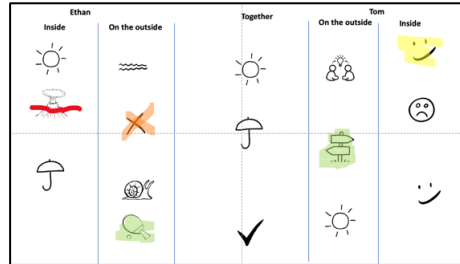 Ethan
Together
Tom
Inside
On the outside
On the outside
Inside